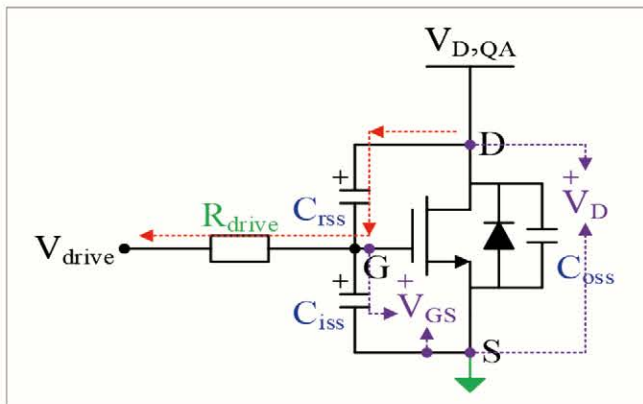 V_D,QA
D
+
+
C_rss
V_D
R_drive
V_drive
G
+
+
C_oss
C_iss
V_GS
S